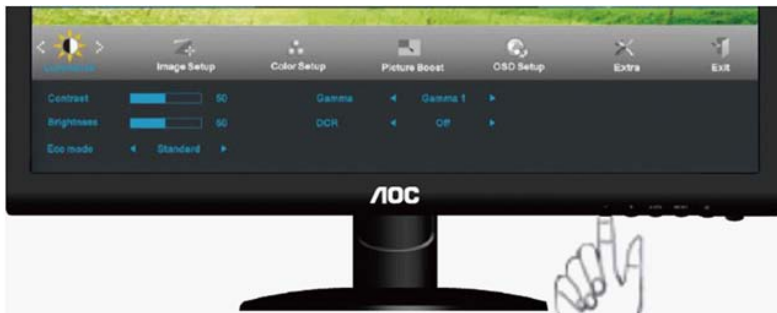 Luminance Image Setup Color Setup Picture Boost OSD Setup Extra Exit
Contrast 50 Gamma Gamma 1
Brightness 50 DCR Off
Eco mode Standard
AOC